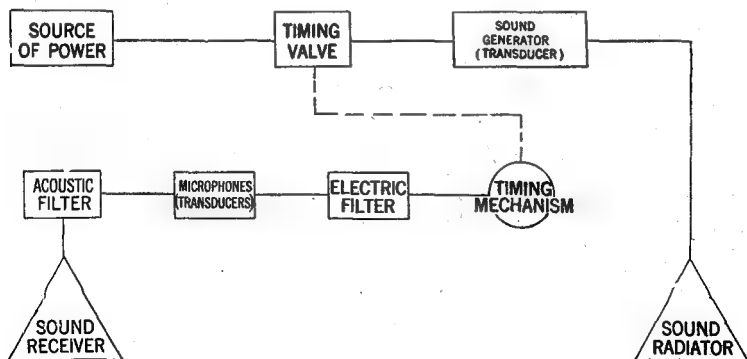 SOURCE
OF POWER
TIMING
VALVE
SOUND
GENERATOR
(TRANSDUCER)
ACOUSTIC
FILTER
MICROPHONES
(TRANSDUCERS)
ELECTRIC
FILTER
TIMING
MECHANISM
SOUND
RECEIVER
SOUND
RADIATOR